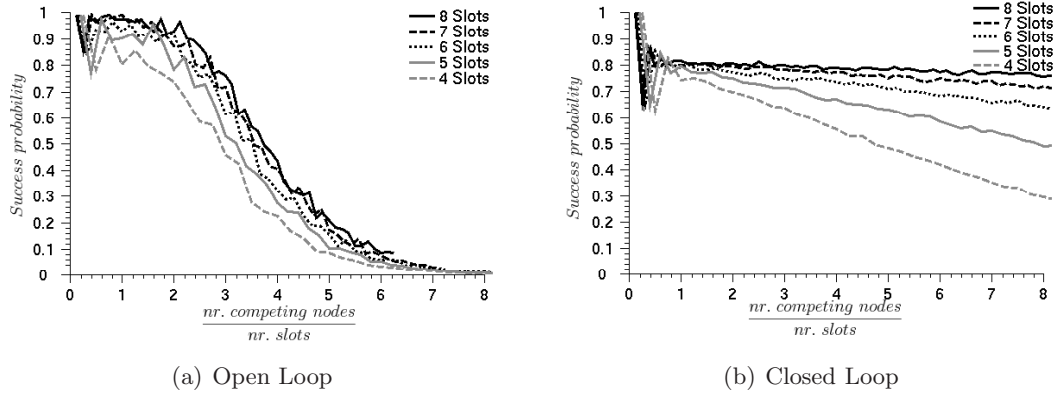 1
0.9
0.8
0.7
0.6
0.5
0.4
0.3
0.2
0.1
0
Success probability
0 1 2 3 4 5 6 7 8
nr. competing nodes
nr. slots
8 Slots
7 Slots
6 Slots
5 Slots
4 Slots
(a) Open Loop
1
0.9
0.8
0.7
0.6
0.5
0.4
0.3
0.2
0.1
0
Success probability
0 1 2 3 4 5 6 7 8
nr. competing nodes
nr. slots
8 Slots
7 Slots
6 Slots
5 Slots
4 Slots
(b) Closed Loop